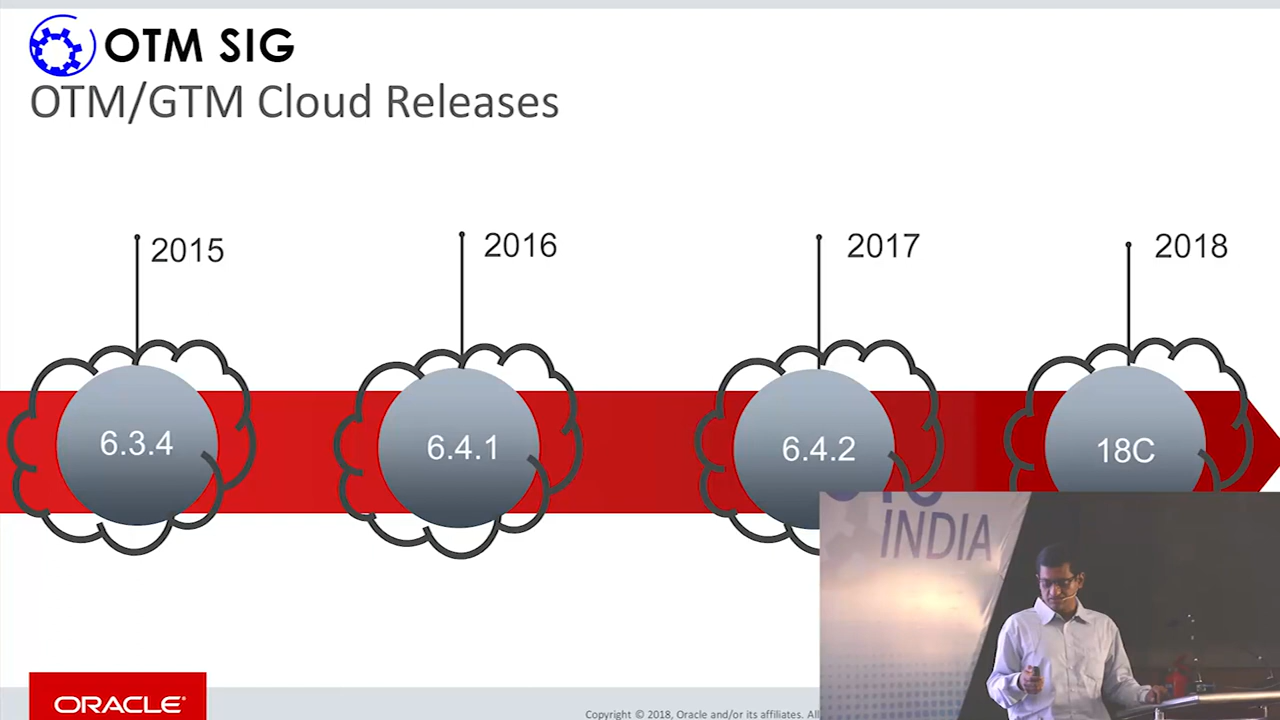 OTM SIG
OTM/GTM Cloud Releases
2015
2016
2017
2018
6.3.4
6.4.1
6.4.2
18C
INDIA
ORACLE
Copyright © 2018, Oracle and/or its affiliates. All